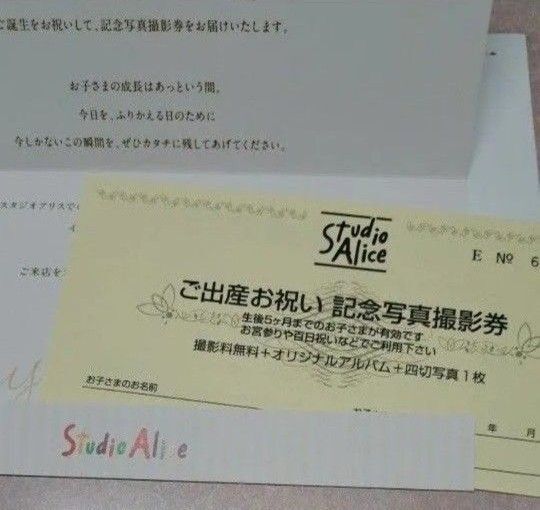 ご誕生をお祝いして、記念写真撮影券をお届けいたします。
お子さまの成長はあっという間。
今日を、ふりかえる日のために
今しかないこの瞬間を、ぜひカタチに残してあげてください。
スタジオアリスでの
ご来店を
Studio Alice
E № 6
ご出産お祝い 記念写真撮影券
生後5ヶ月までのお子さまが有効です
お宮参りや百日祝いなどでご利用下さい
撮影料無料＋オリジナルアルバム＋四切写真1枚
お子さまのお名前
年 月
Studio Alice